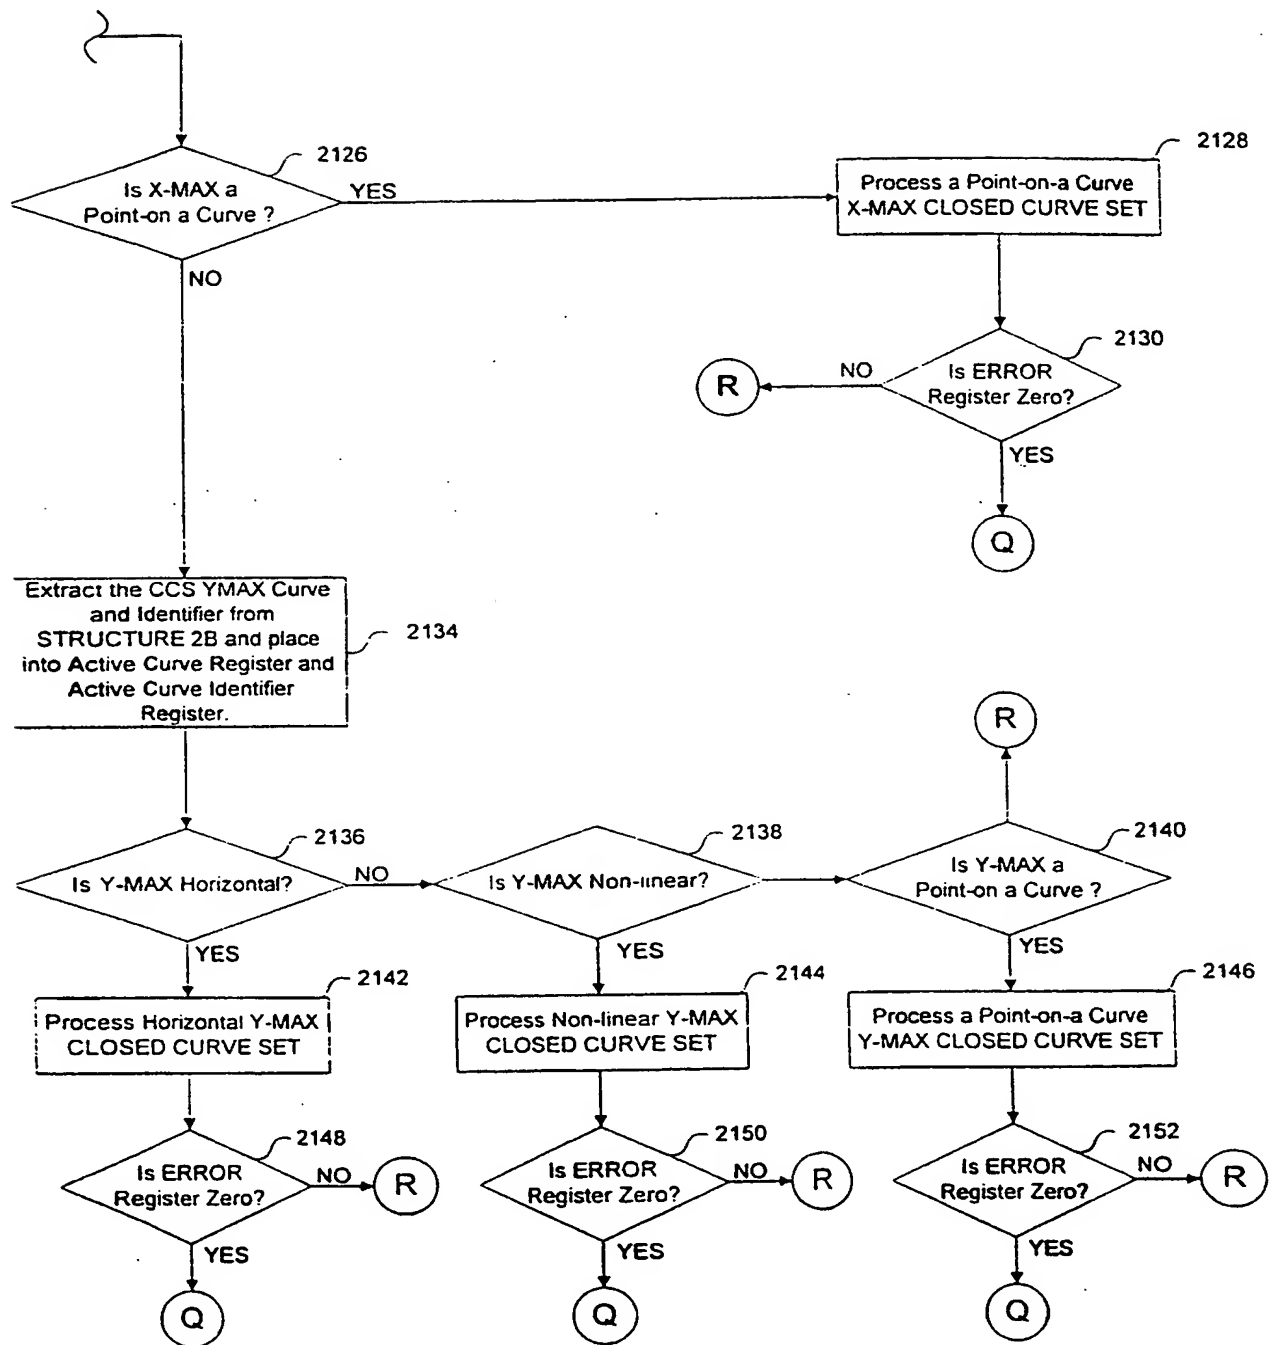 2126
Is X-MAX a
Point-on a Curve ?
YES
NO
2128
Process a Point-on-a Curve
X-MAX CLOSED CURVE SET
2130
Is ERROR
Register Zero?
NO
R
YES
Q
Extract the CCS YMAX Curve
and Identifier from
STRUCTURE 2B and place
into Active Curve Register and
Active Curve Identifier
Register.
2134
R
2136
Is Y-MAX Horizontal?
NO
YES
2138
Is Y-MAX Non-linear?
YES
2140
Is Y-MAX a
Point-on a Curve ?
YES
2142
Process Horizontal Y-MAX
CLOSED CURVE SET
2144
Process Non-linear Y-MAX
CLOSED CURVE SET
2146
Process a Point-on-a Curve
Y-MAX CLOSED CURVE SET
2148
Is ERROR
Register Zero?
NO
R
YES
Q
2150
Is ERROR
Register Zero?
NO
R
YES
Q
2152
Is ERROR
Register Zero?
NO
R
YES
Q